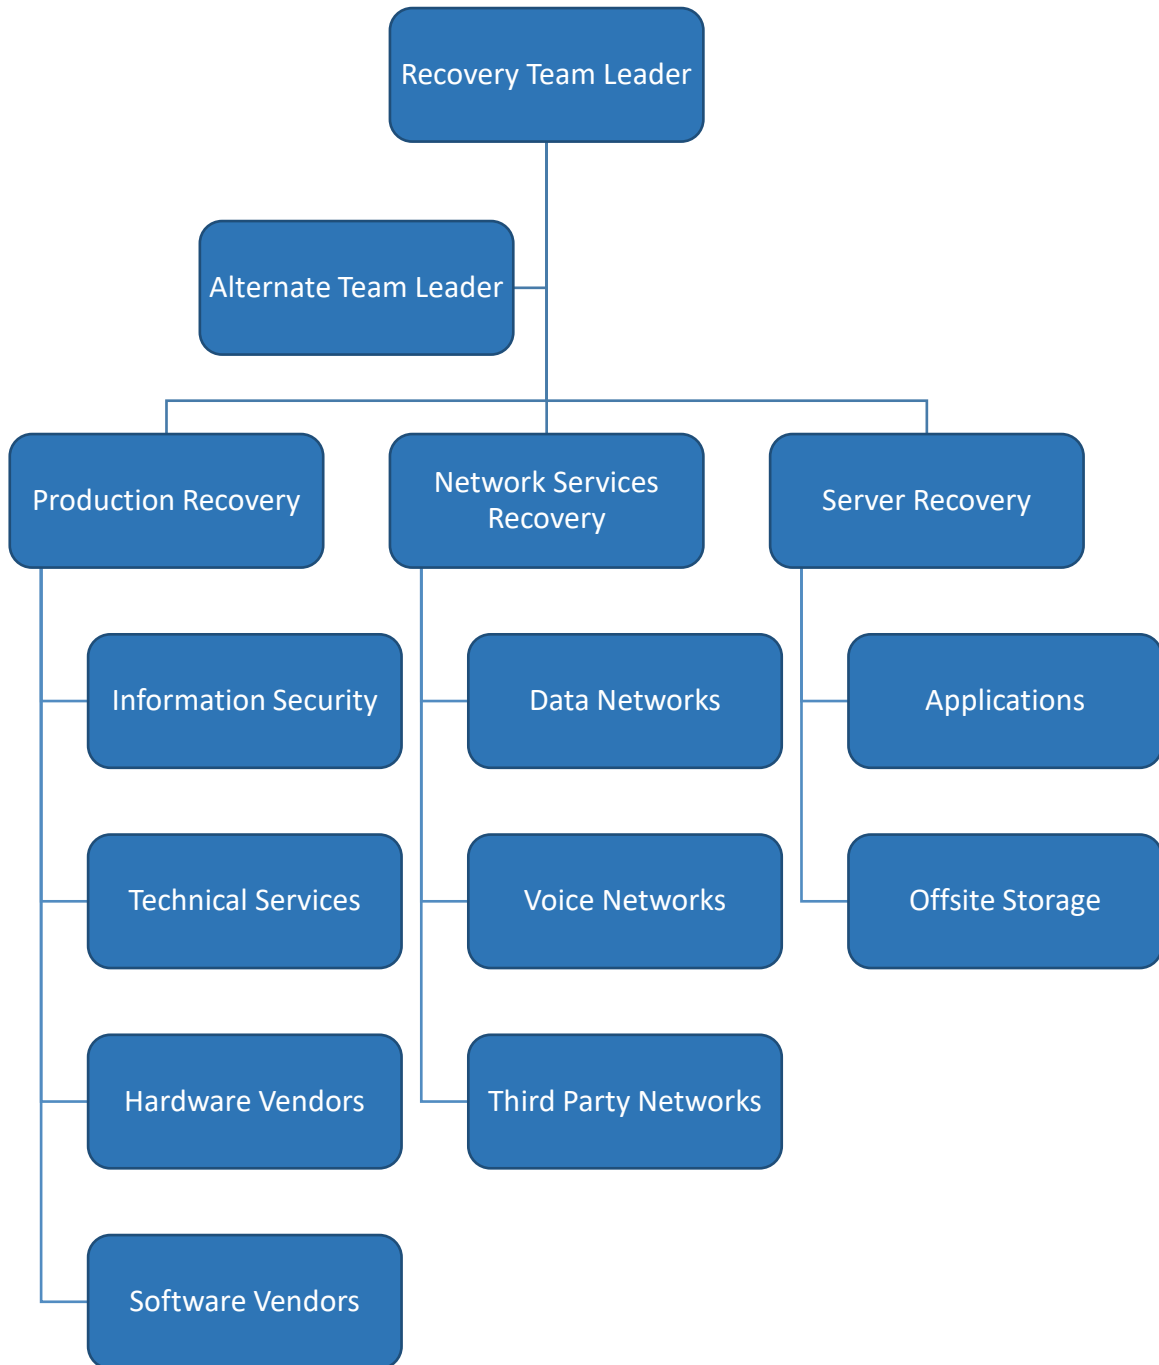 Recovery Team Leader
Alternate Team Leader
Production Recovery
Network Services
Recovery
Server Recovery
Information Security
Data Networks
Applications
Technical Services
Voice Networks
Offsite Storage
Hardware Vendors
Third Party Networks
Software Vendors